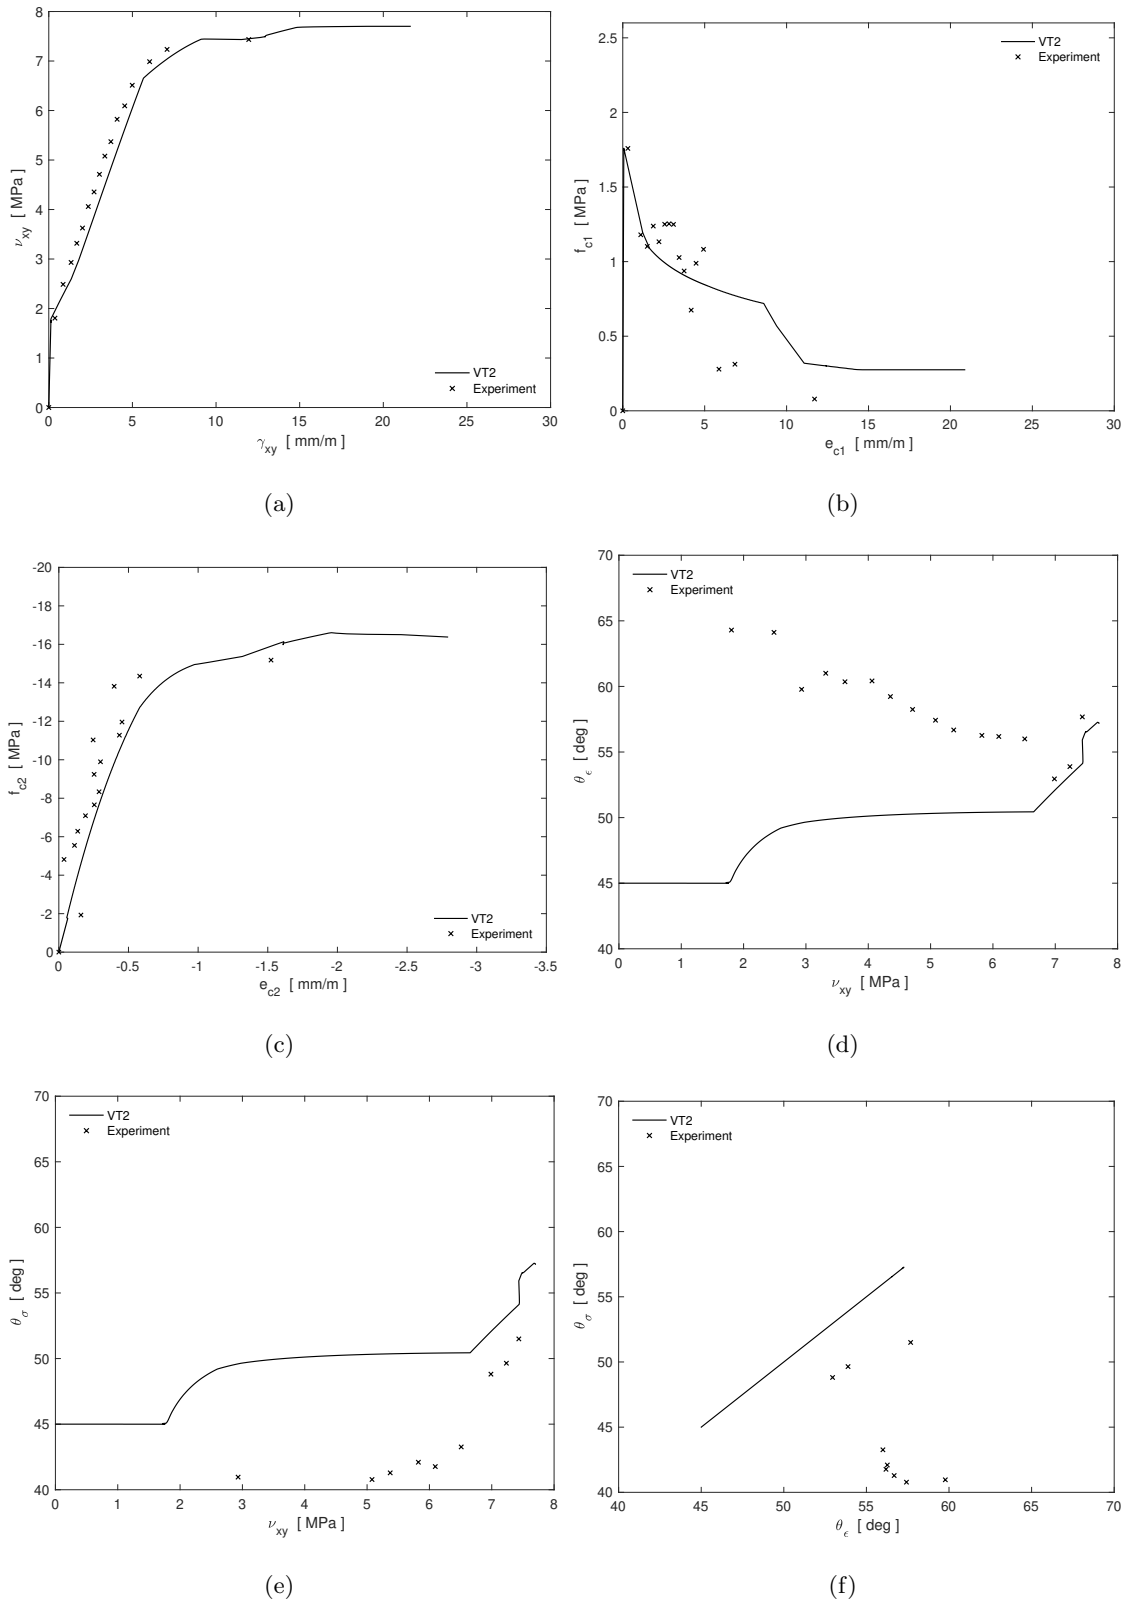 8
7
6
5
4
3
2
1
0
ν_xy [ MPa]
VT2
Experiment
0 5 10 15 20 25 30
γ_xy [ mm/m]
(a)
2.5
2
1.5
1
0.5
0
f_c1 [ MPa]
VT2
Experiment
0 5 10 15 20 25 30
e_c1 [ mm/m]
(b)
-20
-18
-16
-14
-12
-10
-8
-6
-4
-2
0
f_c2 [ MPa]
VT2
Experiment
0 -0.5 -1 -1.5 -2 -2.5 -3 -3.5
e_c2 [ mm/m]
(c)
70
65
60
55
50
45
40
θ_ϵ [ deg]
VT2
Experiment
0 1 2 3 4 5 6 7 8
ν_xy [ MPa]
(d)
70
65
60
55
50
45
40
θ_σ [ deg]
VT2
Experiment
0 1 2 3 4 5 6 7 8
ν_xy [ MPa]
(e)
70
65
60
55
50
45
40
θ_σ [ deg]
VT2
Experiment
40 45 50 55 60 65 70
θ_ϵ [ deg]
(f)